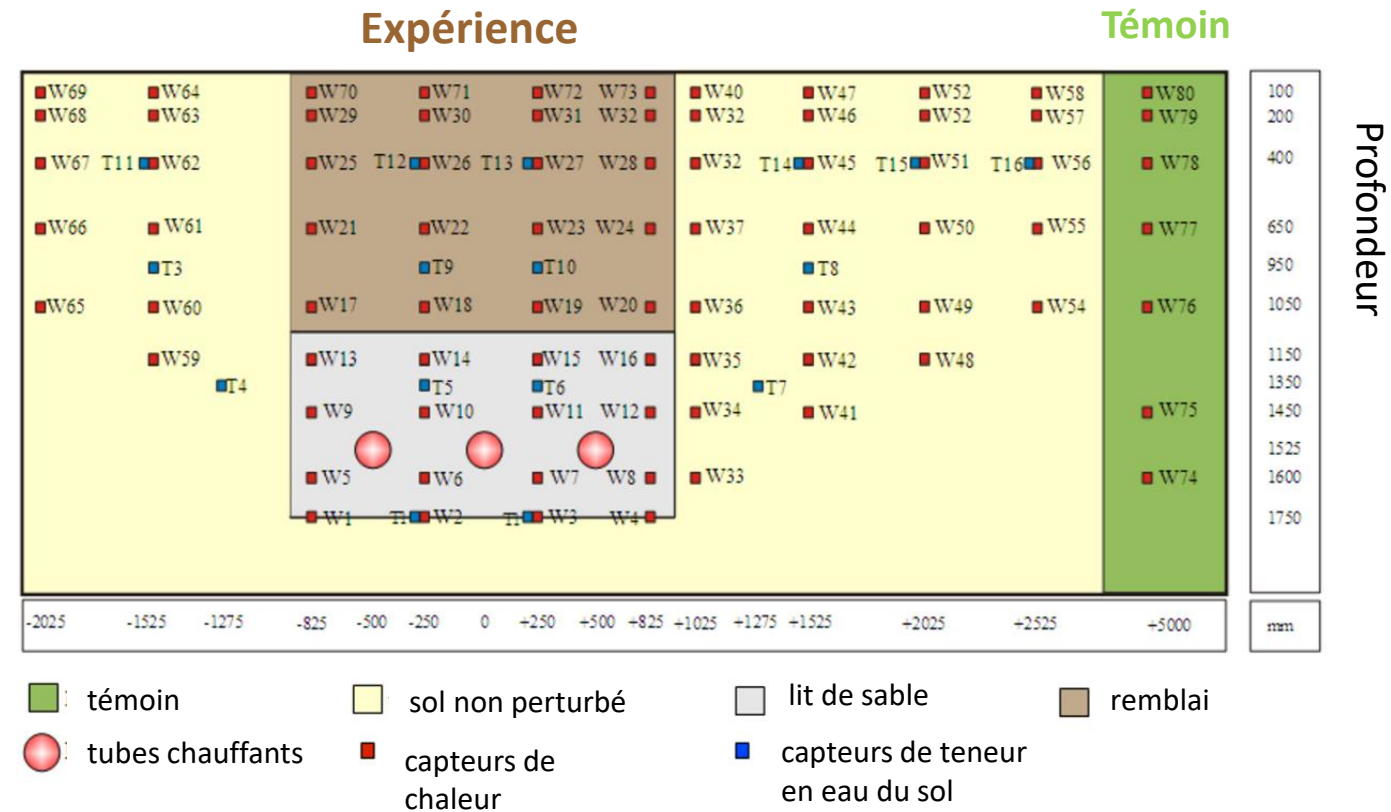 Expérience Témoin
W69 W64 W70 W71 W72 W73 W40 W47 W52 W58 W80 100
W68 W63 W29 W30 W31 W32 W32 W46 W52 W57 W79 200
W67 T11 W62 W25 T12 W26 T13 W27 W28 W32 T14 W45 T15 W51 T16 W56 W78 400
W66 W61 W21 W22 W23 W24 W37 W44 W50 W55 W77 650
T3 T9 T10 T8 950
W65 W60 W17 W18 W19 W20 W36 W43 W49 W54 W76 1050
W59 W13 W14 W15 W16 W35 W42 W48 1150
T4 T5 T6 T7 1350
W9 W10 W11 W12 W34 W41 W75 1450
1525
W5 W6 W7 W8 W33 W74 1600
W1 W2 W3 W4 1750
Profondeur
-2025 -1525 -1275 -825 -500 -250 0 +250 +500 +825 +1025 +1275 +1525 +2025 +2525 +5000 mm
témoin sol non perturbé lit de sable remblai
tubes chauffants capteurs de chaleur capteurs de teneur en eau du sol